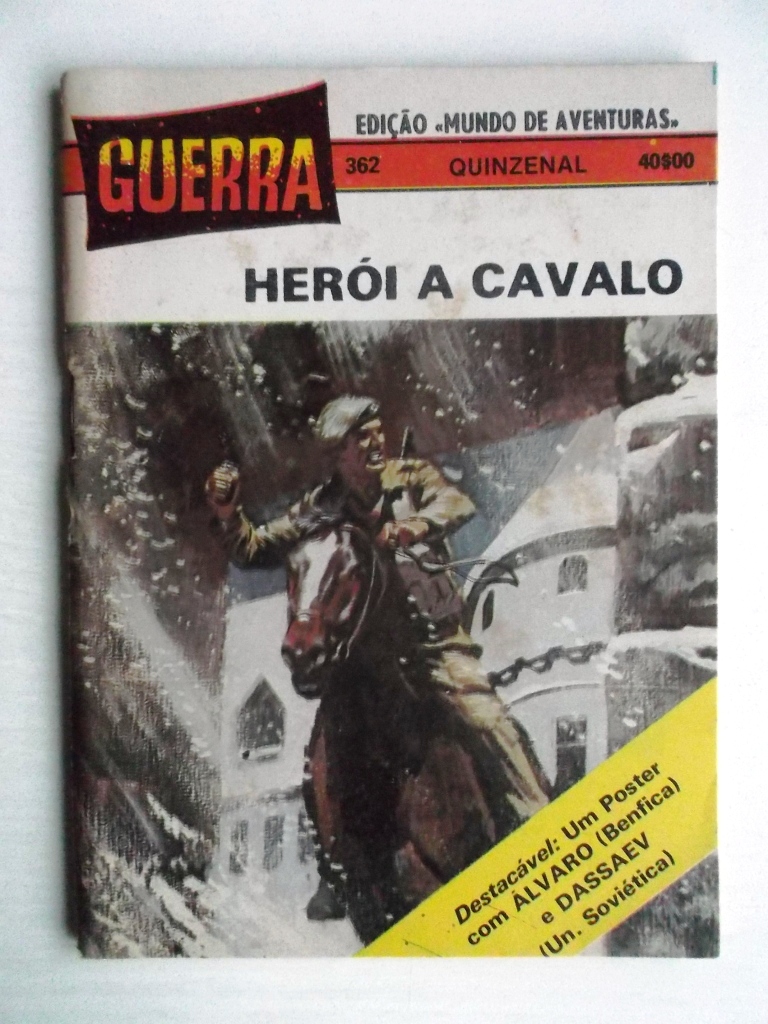 EDIÇÃO «MUNDO DE AVENTURAS»
GUERRA
362 QUINZENAL 40$00
HERÓI A CAVALO
Destacável: Um Poster
com ÁLVARO (Benfica)
e DASSAEV
(Un. Soviética)